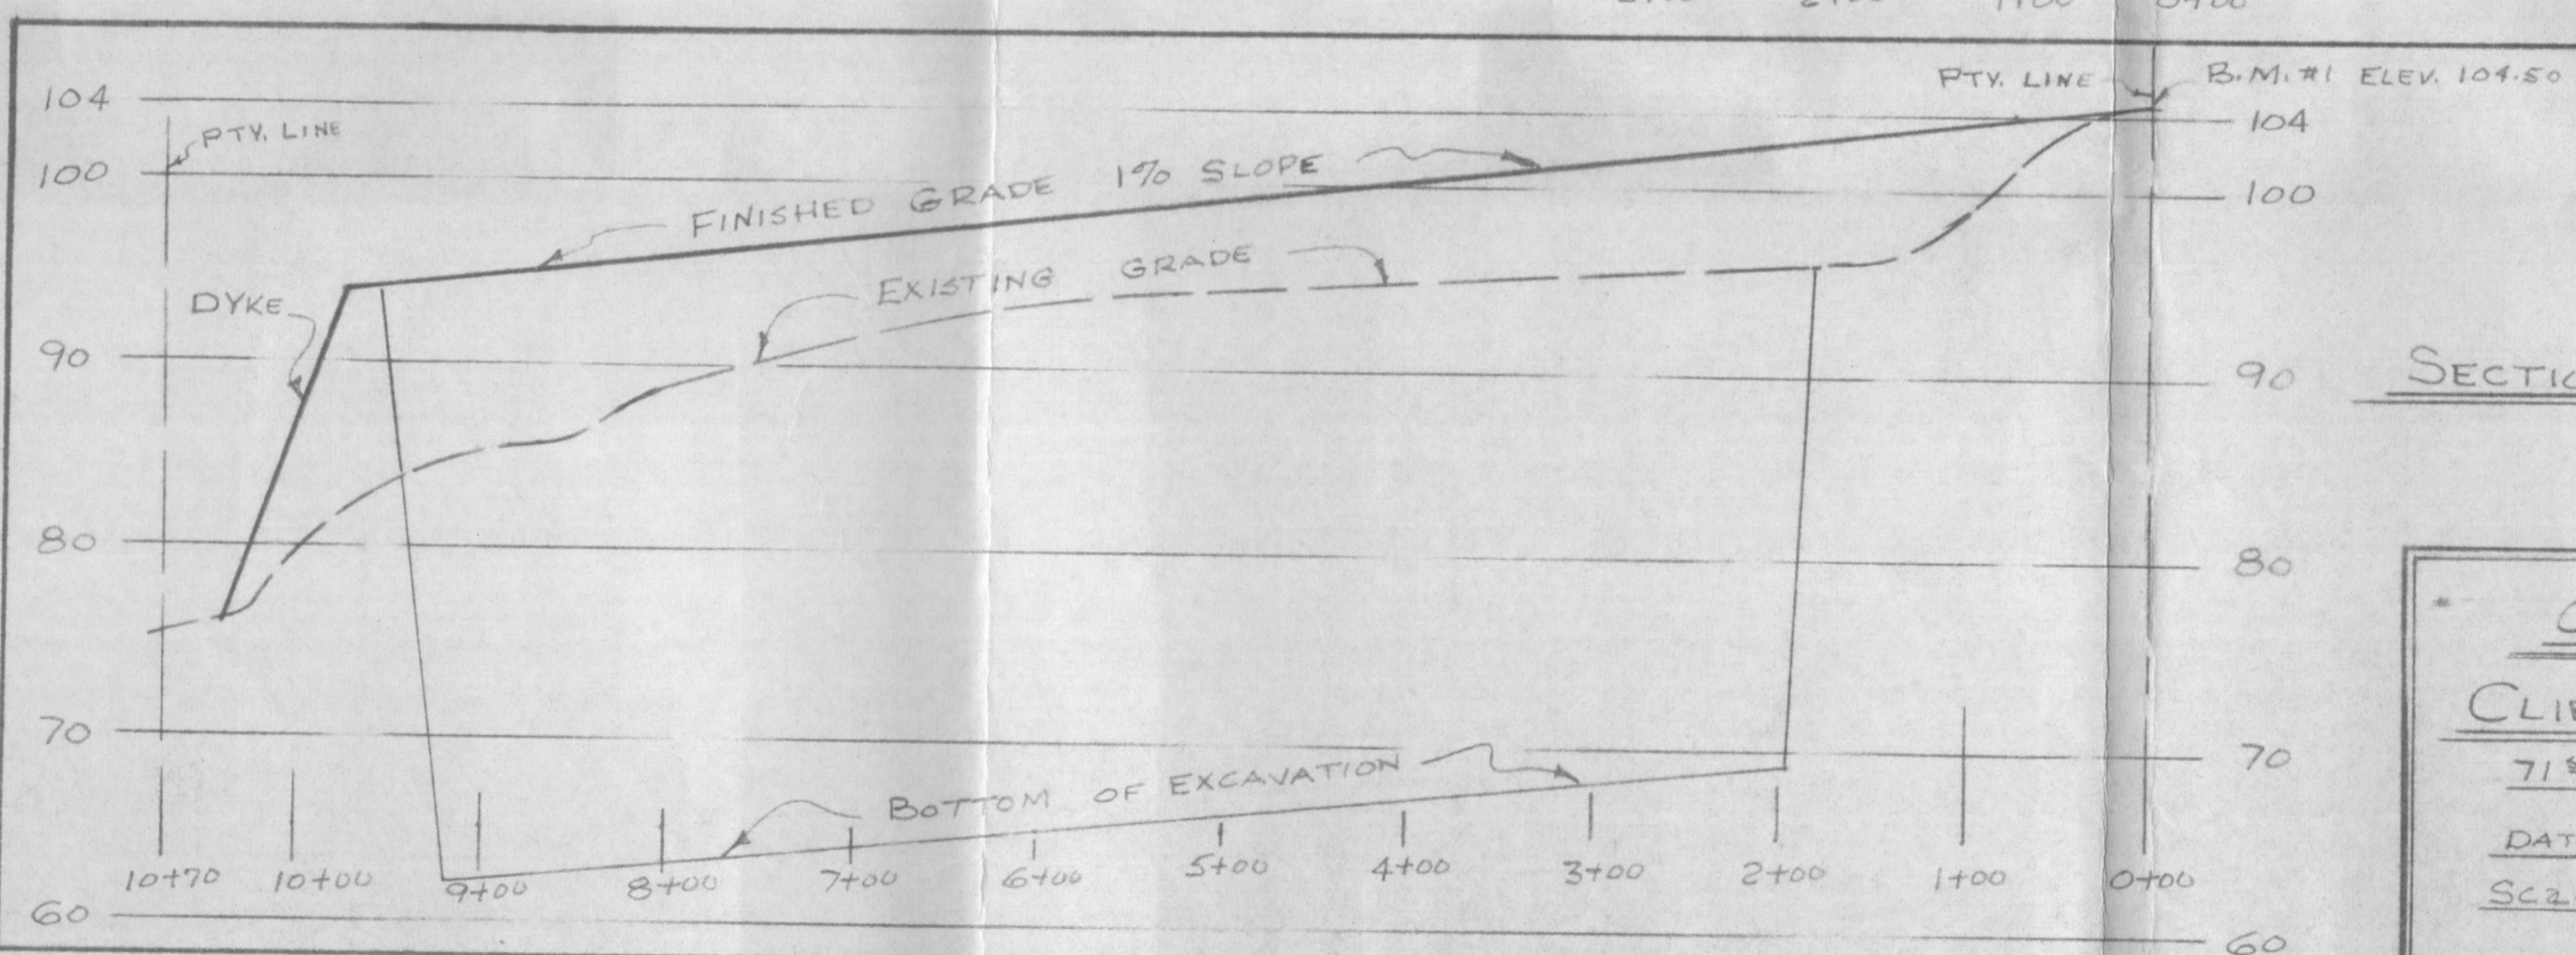 PTY. LINE
B.M. #1 ELEV. 104.50
104
104
PTY. LINE
100
100
FINISHED GRADE 1% SLOPE
EXISTING GRADE
DYKE
90
90
80
80
70
70
BOTTOM OF EXCAVATION
10+70 10+00 9+00 8+00 7+00 6+00 5+00 4+00 3+00 2+00 1+00 0+00
60
60